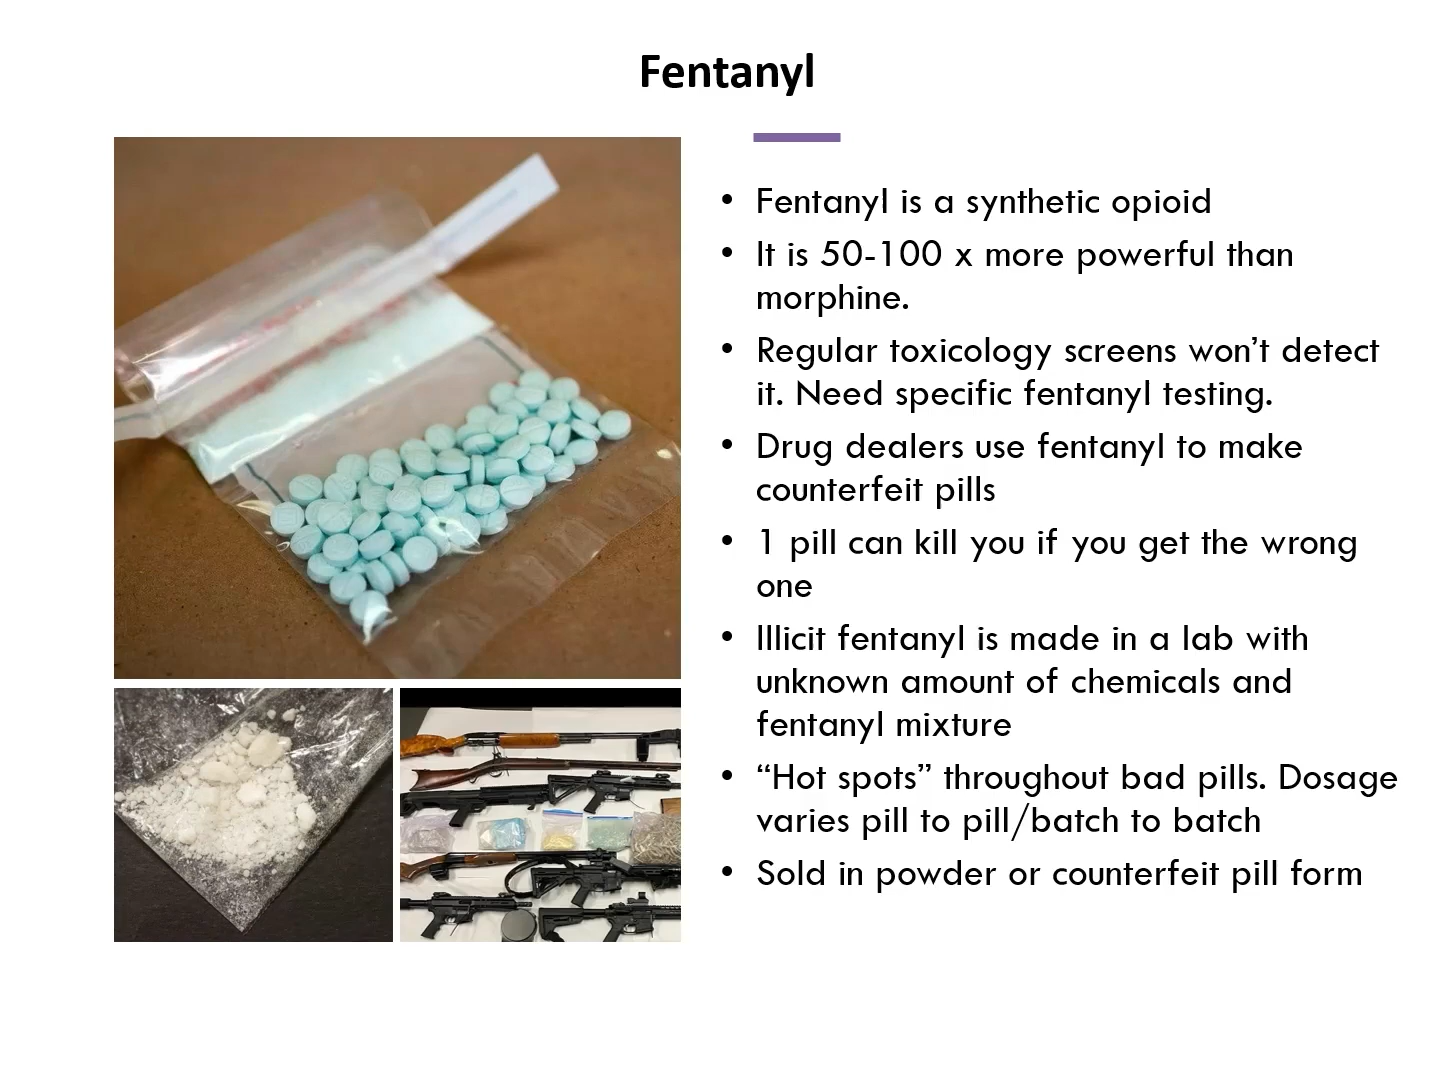 Fentanyl
• Fentanyl is a synthetic opioid
• It is 50-100 x more powerful than
morphine.
• Regular toxicology screens won’t detect
it. Need specific fentanyl testing.
• Drug dealers use fentanyl to make
counterfeit pills
• 1 pill can kill you if you get the wrong
one
• Illicit fentanyl is made in a lab with
unknown amount of chemicals and
fentanyl mixture
• “Hot spots” throughout bad pills. Dosage
varies pill to pill/batch to batch
• Sold in powder or counterfeit pill form